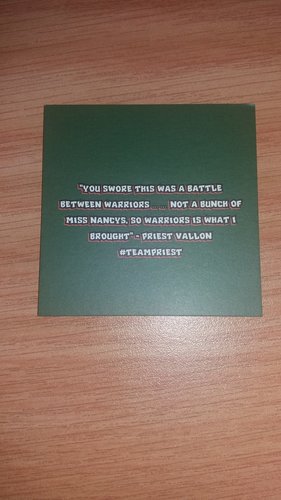 "YOU SWORE THIS WAS A BATTLE
BETWEEN WARRIORS...... NOT A BUNCH OF
MISS NANCYS, SO WARRIORS IS WHAT I
BROUGHT" - PRIEST VALLON
#TEAMPRIEST